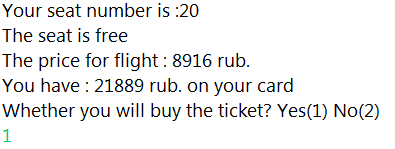 Your seat number is :20
The seat is free
The price for flight : 8916 rub.
You have : 21889 rub. on your card
Whether you will buy the ticket? Yes(1) No(2)
1